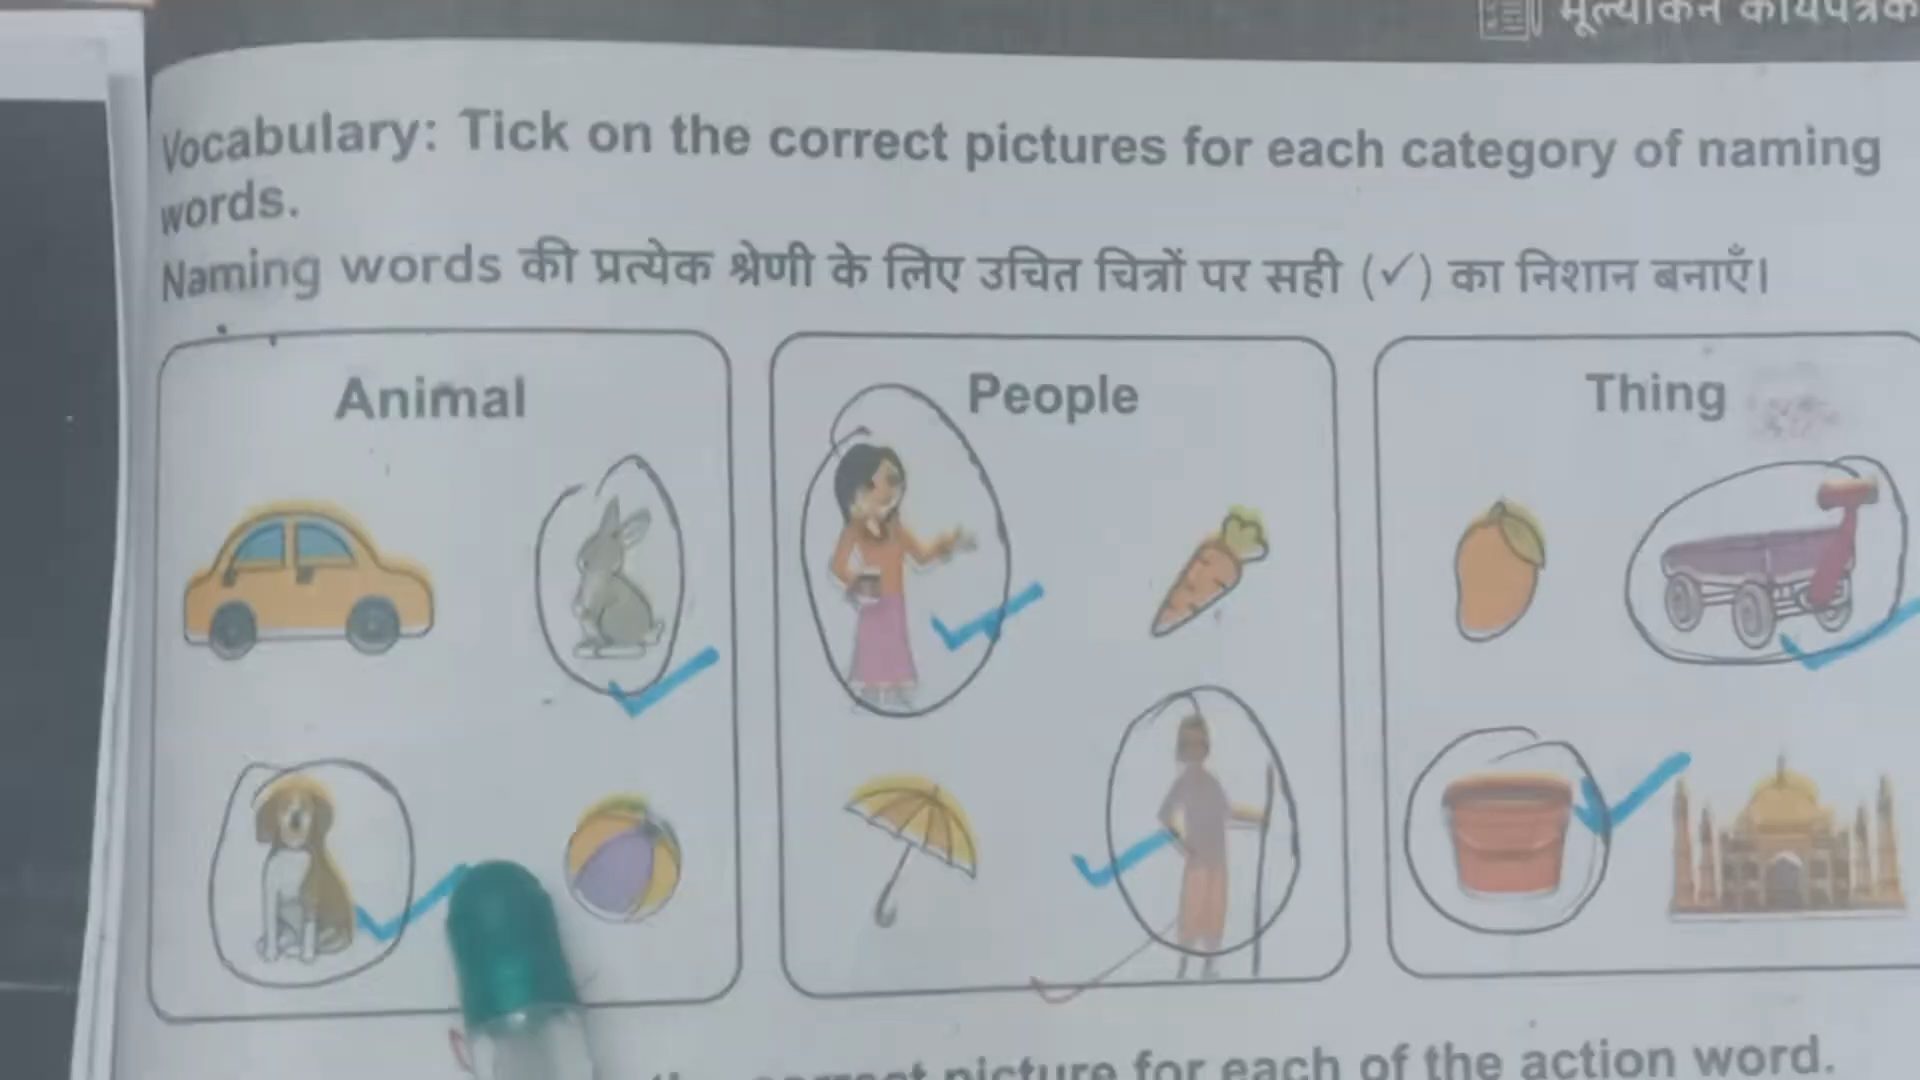 मूल्यांकन कार्यपत्रक
Vocabulary: Tick on the correct pictures for each category of naming
words.
Naming words की प्रत्येक श्रेणी के लिए उचित चित्रों पर सही (✓) का निशान बनाएँ।
Animal
People
Thing
correct picture for each of the action word.